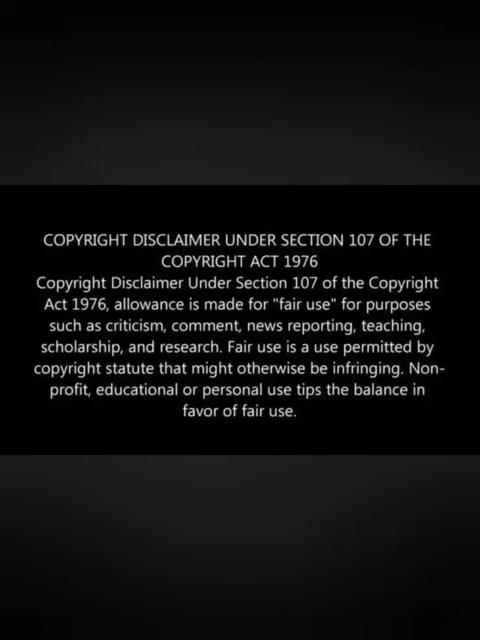 COPYRIGHT DISCLAIMER UNDER SECTION 107 OF THE
COPYRIGHT ACT 1976
Copyright Disclaimer Under Section 107 of the Copyright
Act 1976, allowance is made for "fair use" for purposes
such as criticism, comment, news reporting, teaching,
scholarship, and research. Fair use is a use permitted by
copyright statute that might otherwise be infringing. Non-
profit, educational or personal use tips the balance in
favor of fair use.